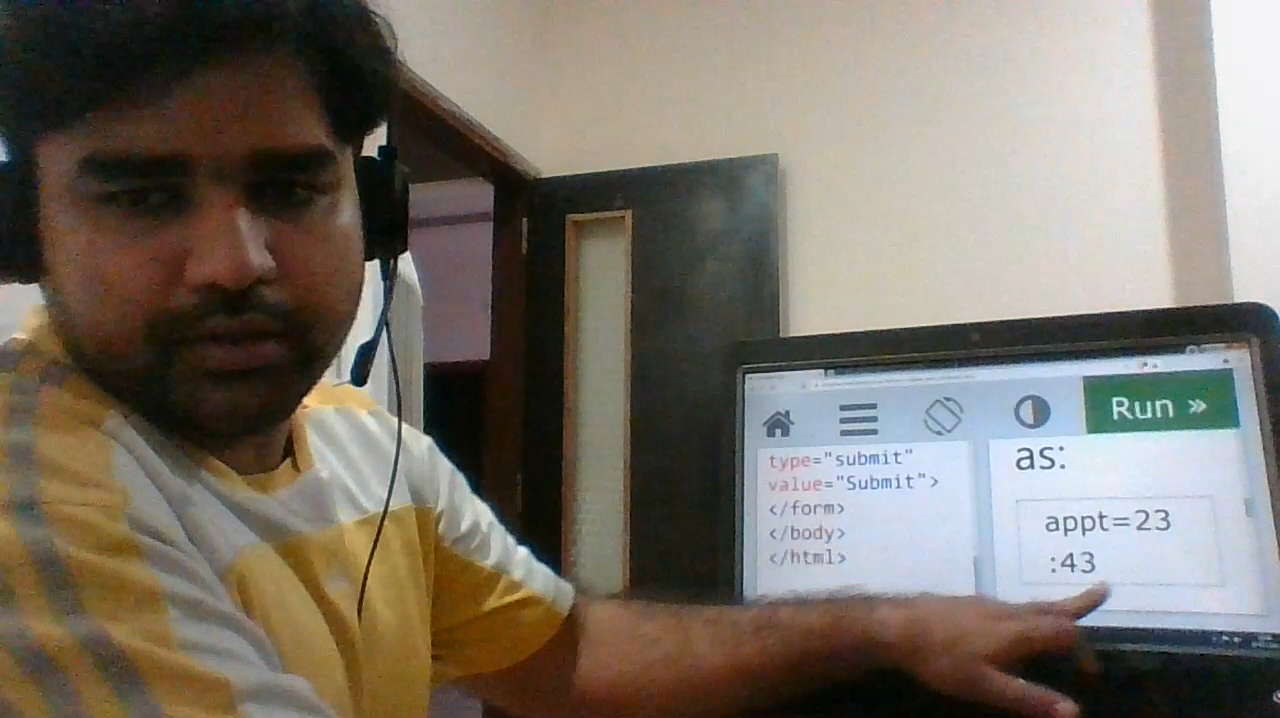 Run »
type="submit"
value="Submit">
</form>
</body>
</html>
as:
appt=23
:43